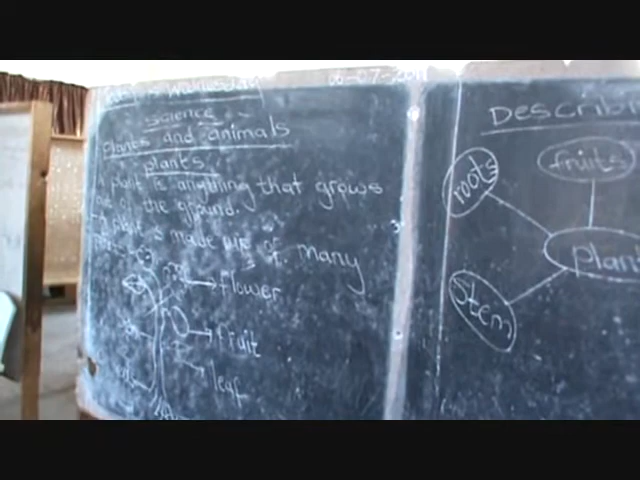 Wednesday 06-07-2011
Science
Plants and animals
plants
A plant is anything that grows
out of the ground.
A plant is made up of many
flower
fruit
leaf
Describi
roots
fruits
plant
Stem